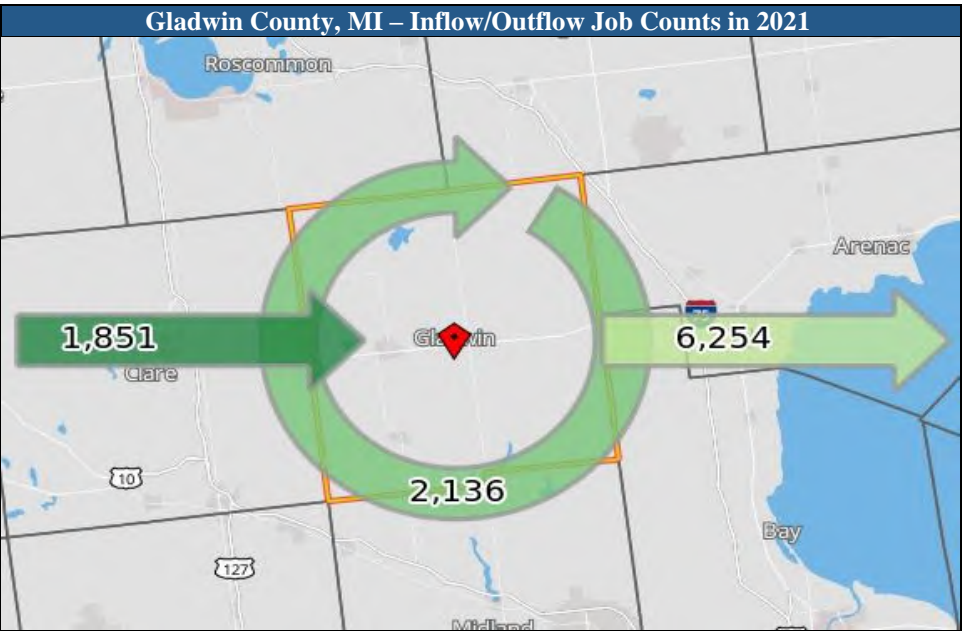 Gladwin County, MI – Inflow/Outflow Job Counts in 2021
Roscommon
Arenac
1,851
Gladwin
6,254
Clare
10
2,136
Bay
127
Midland